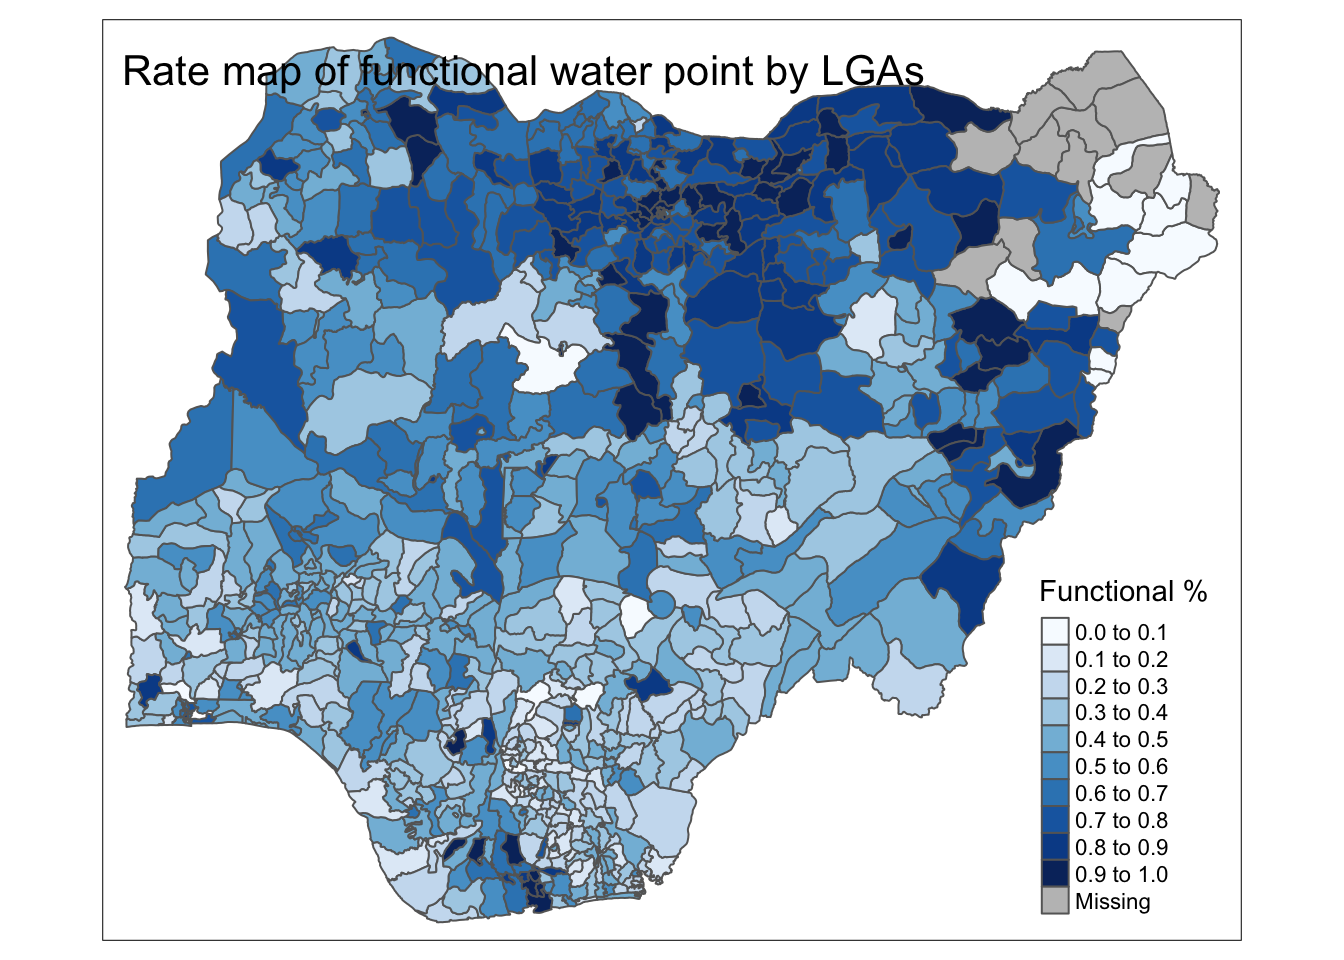 Rate map of functional water point by LGAs
Functional %
0.0 to 0.1
0.1 to 0.2
0.2 to 0.3
0.3 to 0.4
0.4 to 0.5
0.5 to 0.6
0.6 to 0.7
0.7 to 0.8
0.8 to 0.9
0.9 to 1.0
Missing